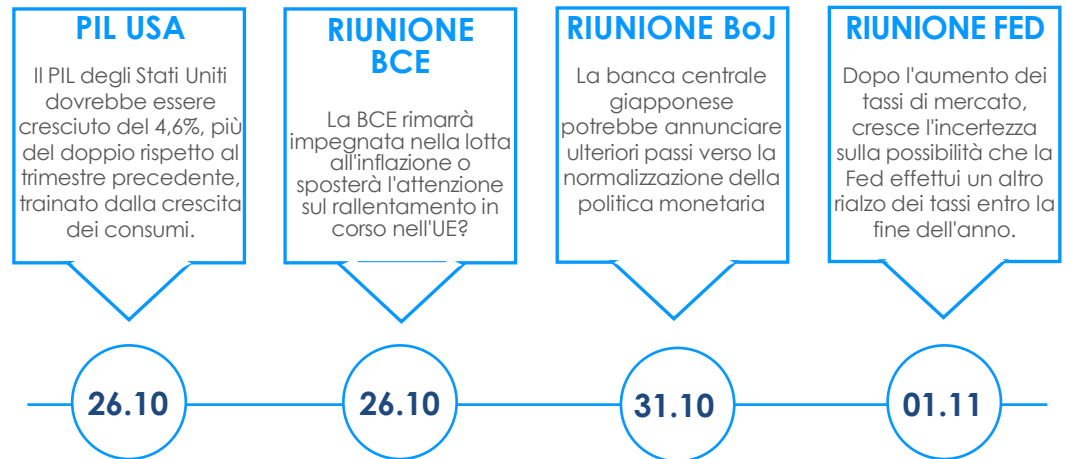 PIL USA
Il PIL degli Stati Uniti
dovrebbe essere
cresciuto del 4,6%, più
del doppio rispetto al
trimestre precedente,
trainato dalla crescita
dei consumi.
26.10
RIUNIONE
BCE
La BCE rimarrà
impegnata nella lotta
all'inflazione o
sposterà l'attenzione
sul rallentamento in
corso nell'UE?
26.10
RIUNIONE BoJ
La banca centrale
giapponese
potrebbe annunciare
ulteriori passi verso la
normalizzazione della
politica monetaria
31.10
RIUNIONE FED
Dopo l'aumento dei
tassi di mercato,
cresce l'incertezza
sulla possibilità che la
Fed effettui un altro
rialzo dei tassi entro la
fine dell'anno.
01.11